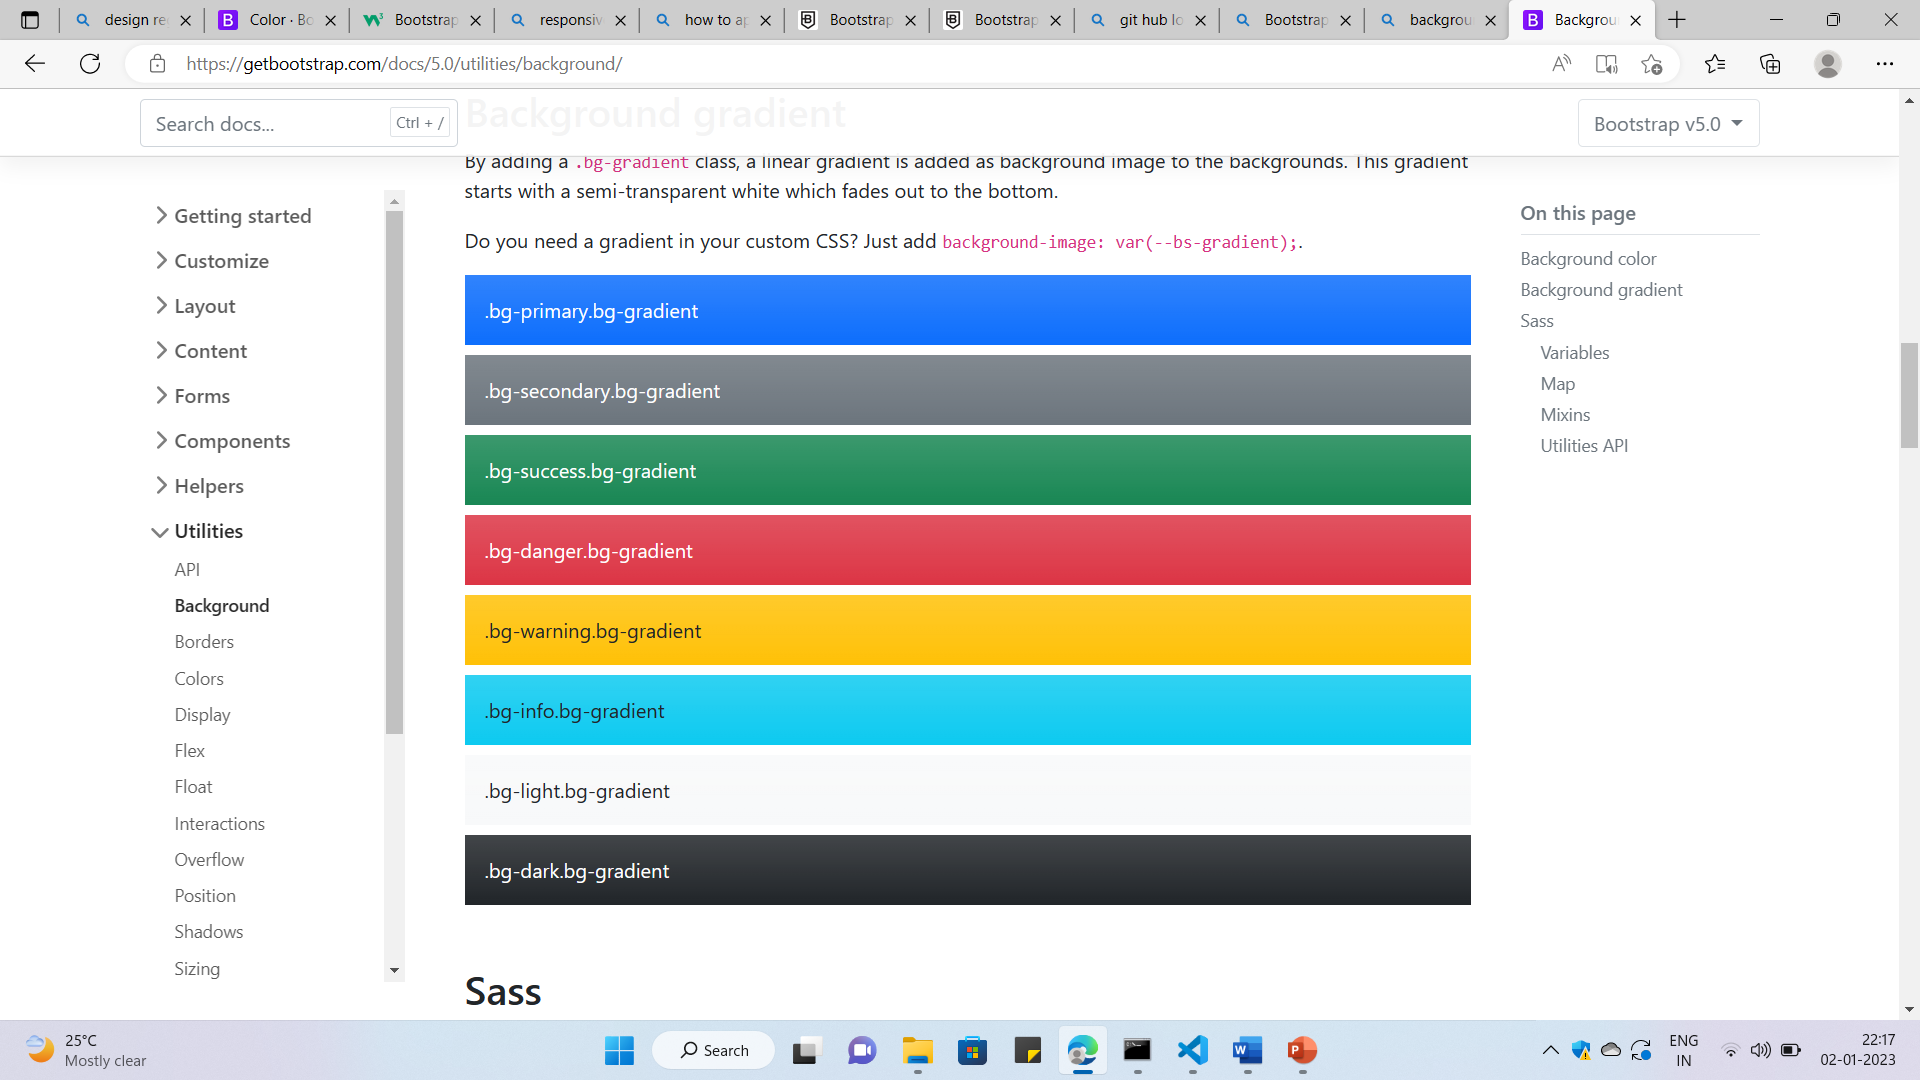 design re
Color · Bo
Bootstrap
responsiv
how to ap
Bootstrap
Bootstrap
git hub lo
Bootstrap
backgroun
Backgrou
https://getbootstrap.com/docs/5.0/utilities/background/
Search docs...
Ctrl + /
Background gradient
Bootstrap v5.0
By adding a .bg-gradient class, a linear gradient is added as background image to the backgrounds. This gradient
starts with a semi-transparent white which fades out to the bottom.
Do you need a gradient in your custom CSS? Just add background-image: var(--bs-gradient);.
Getting started
Customize
Layout
Content
Forms
Components
Helpers
Utilities
API
Background
Borders
Colors
Display
Flex
Float
Interactions
Overflow
Position
Shadows
Sizing
.bg-primary.bg-gradient
.bg-secondary.bg-gradient
.bg-success.bg-gradient
.bg-danger.bg-gradient
.bg-warning.bg-gradient
.bg-info.bg-gradient
.bg-light.bg-gradient
.bg-dark.bg-gradient
Sass
On this page
Background color
Background gradient
Sass
Variables
Map
Mixins
Utilities API
25°C
Mostly clear
Search
ENG
IN
22:17
02-01-2023